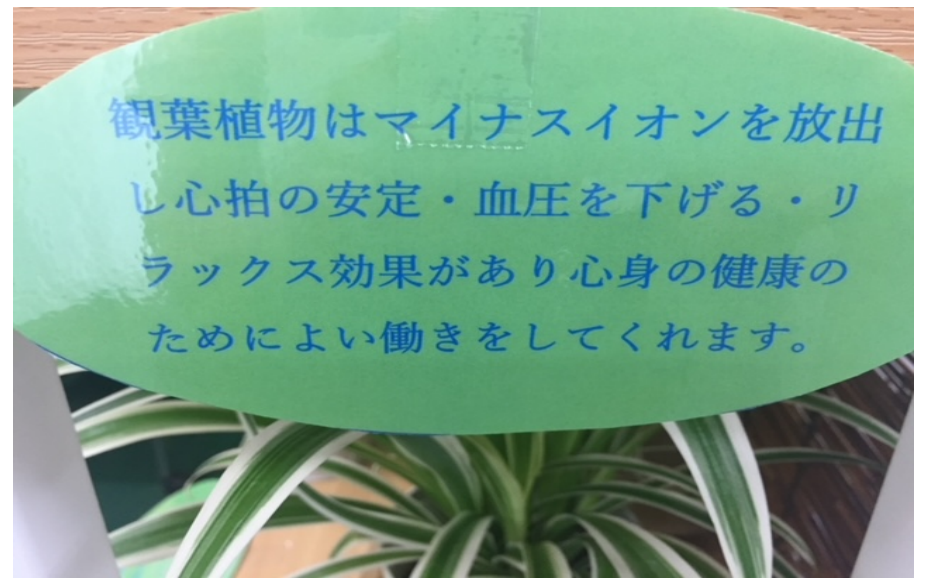 観葉植物はマイナスイオンを放出
し心拍の安定・血圧を下げる・リ
ラックス効果があり心身の健康の
ためによい働きをしてくれます。